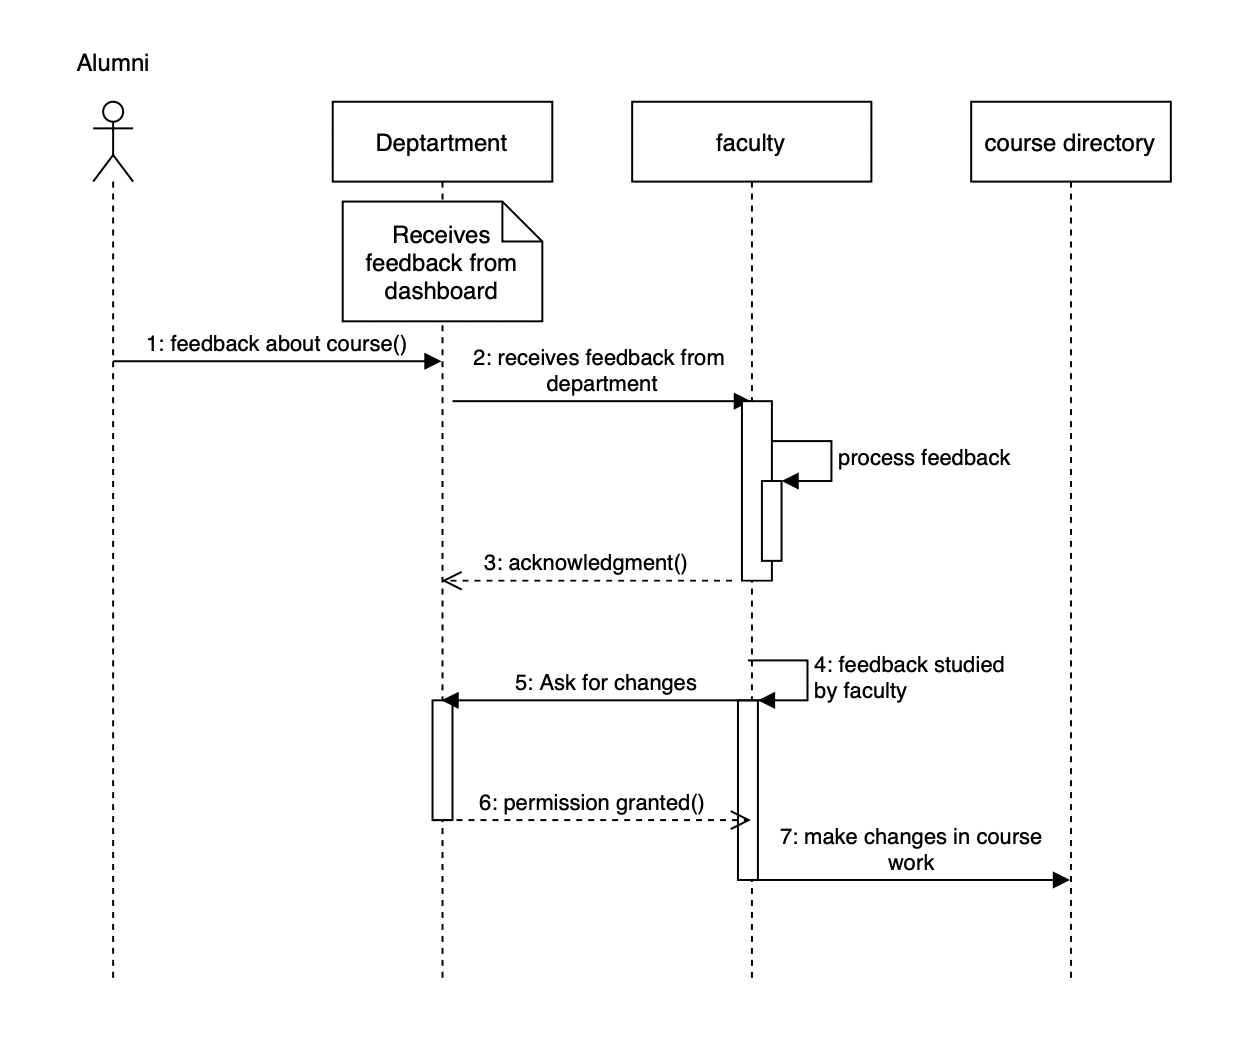 Alumni
Deptartment
faculty
course directory
Receives
feedback from
dashboard
1: feedback about course()
2: receives feedback from
department
process feedback
3: acknowledgment()
4: feedback studied
by faculty
5: Ask for changes
6: permission granted()
7: make changes in course
work